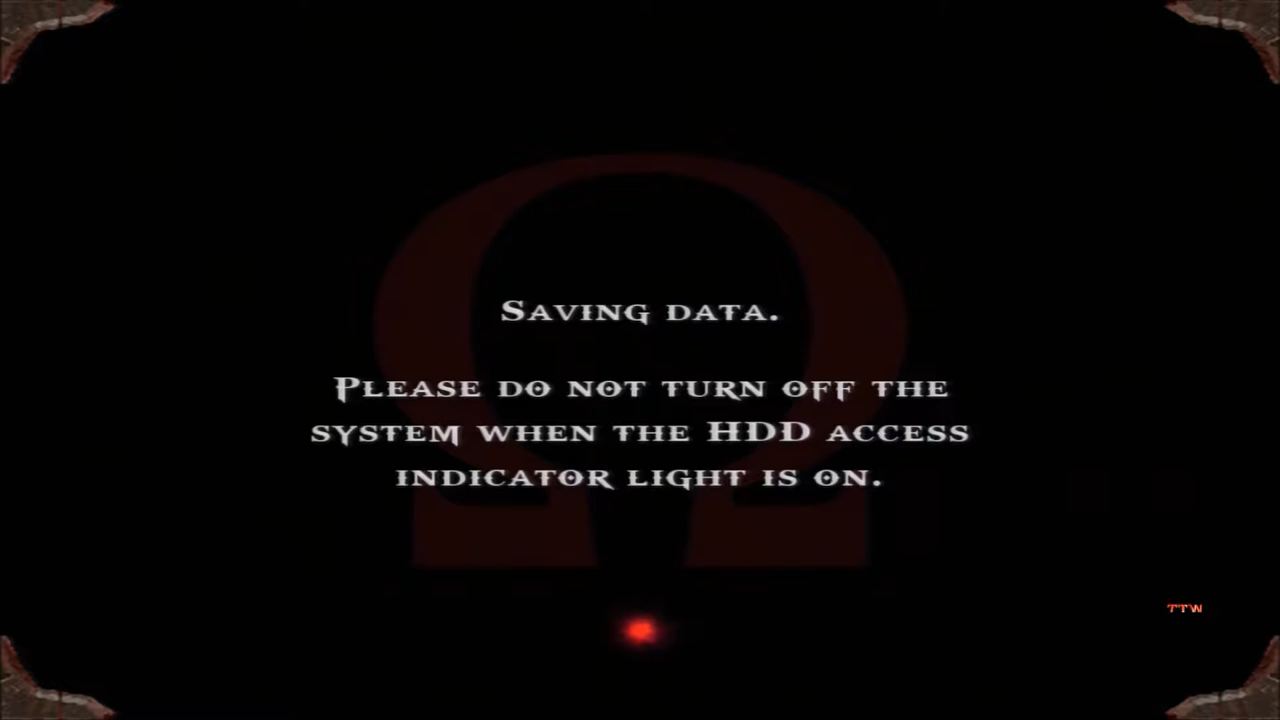 Saving data.
Please do not turn off the
system when the HDD access
indicator light is on.
TTW